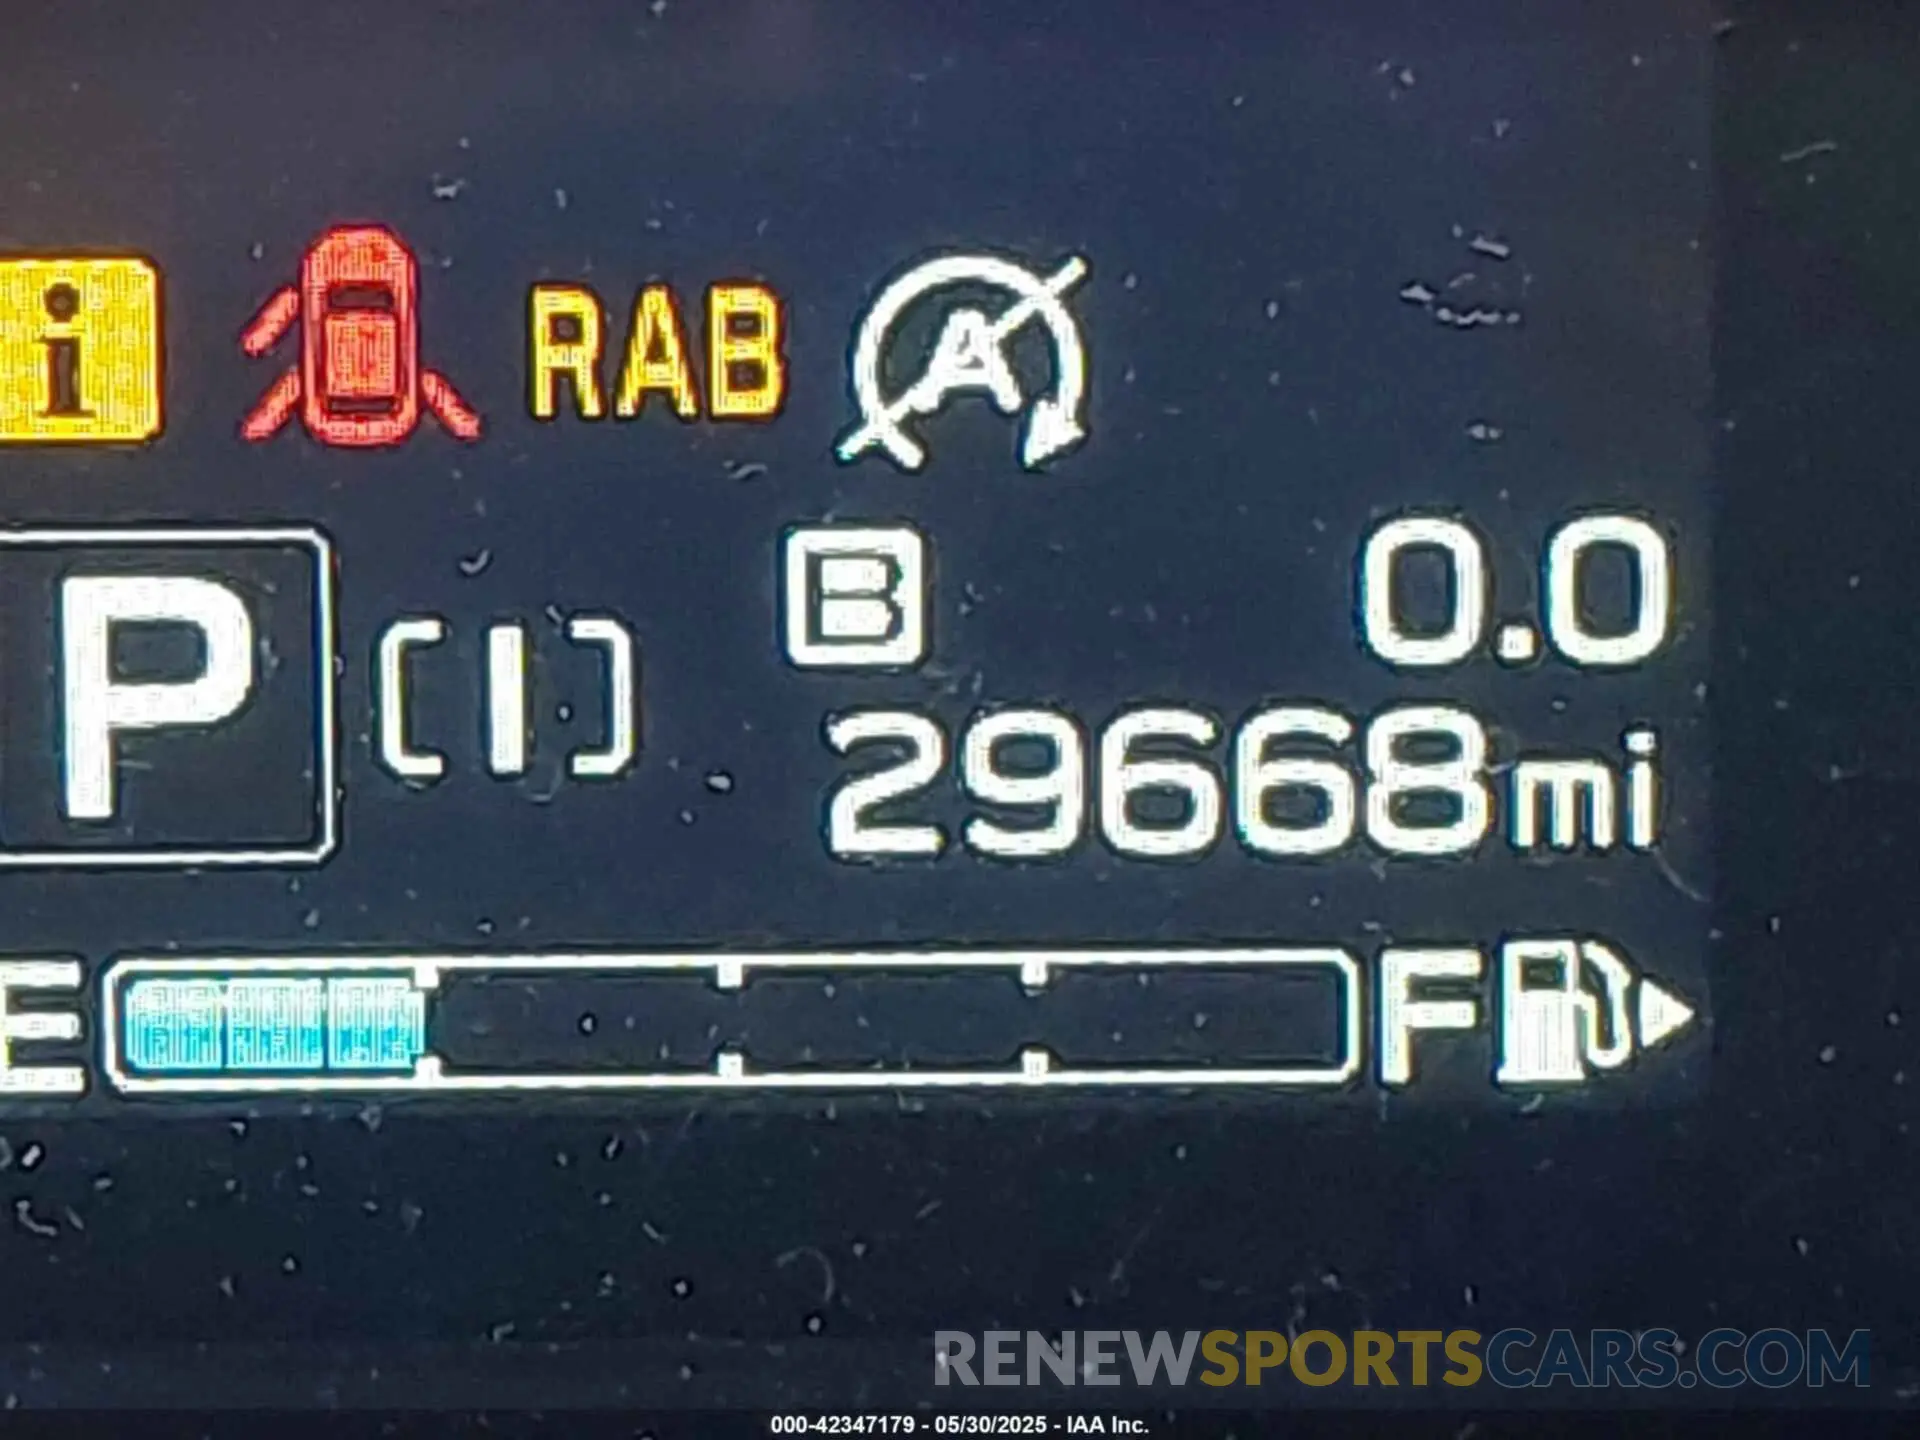 i RAB A
P (I) B 0.0
29668mi
E F
RENEWSPORTSCARS.COM
000-42347179 - 05/30/2025 - IAA Inc.